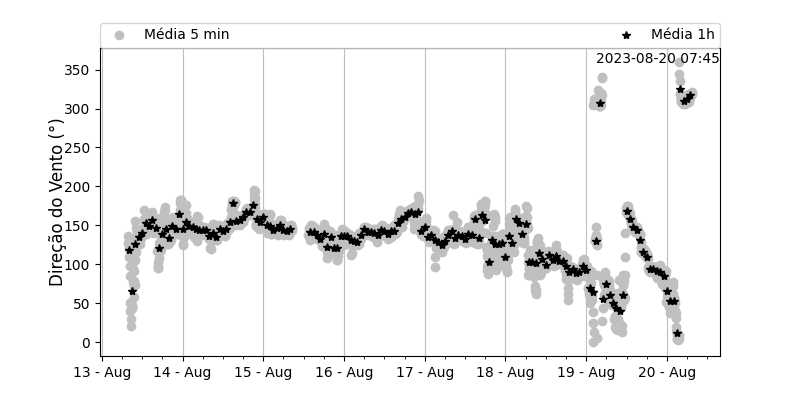 Média 5 min
Média 1h
2023-08-20 07:45
Direção do Vento (°)
350
300
250
200
150
100
50
0
13 - Aug
14 - Aug
15 - Aug
16 - Aug
17 - Aug
18 - Aug
19 - Aug
20 - Aug